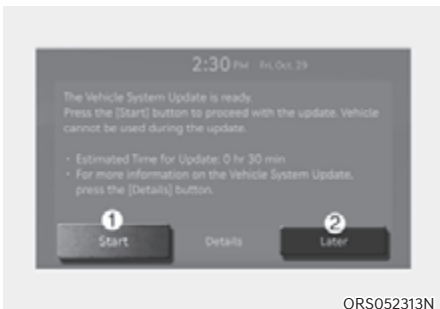 2:30 PM Fri, Oct. 29
The Vehicle System Update is ready.
Press the [Start] button to proceed with the update. Vehicle
cannot be used during the update.
• Estimated Time for Update: 0 hr 30 min
• For more information on the Vehicle System Update,
press the [Details] button.
1 2
Start Details Later
ORS052313N